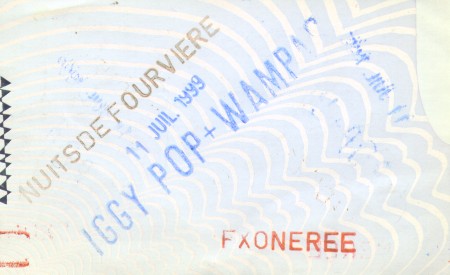 NUITS DE FOURVIERE
11 JUIL. 1999
IGGY POP + WAMPAS
EXONEREE